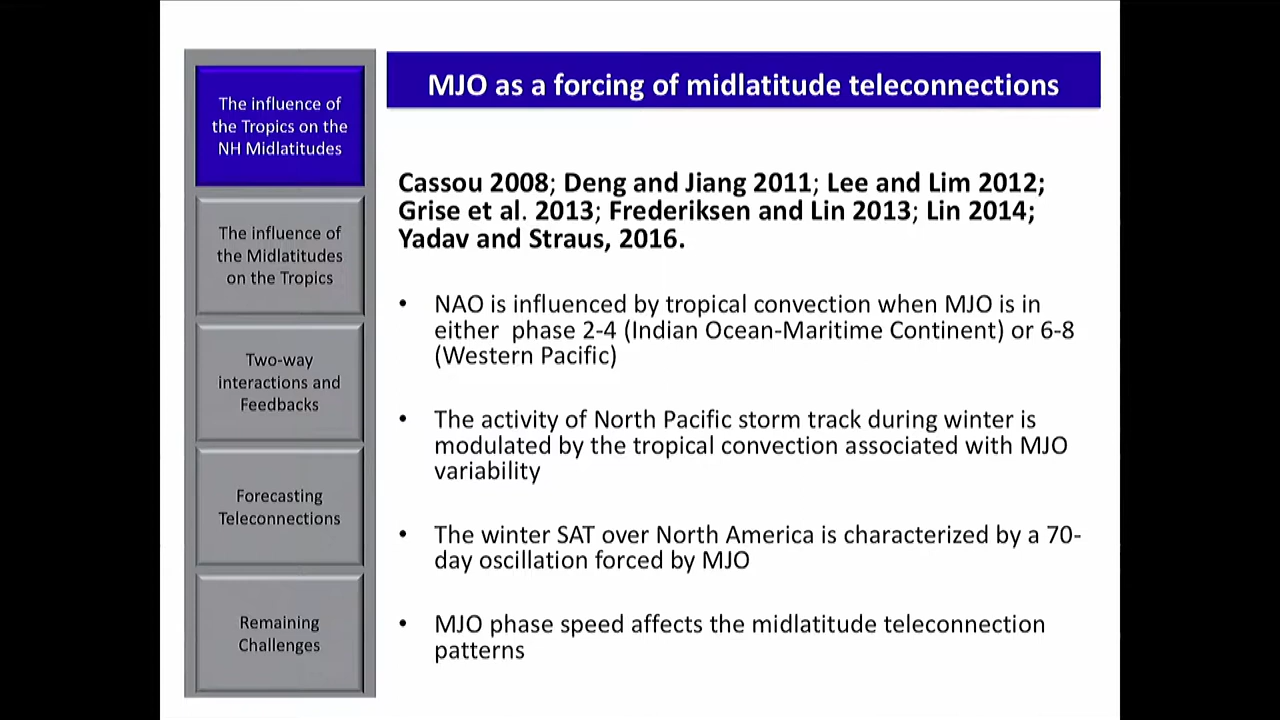 The influence of
the Tropics on the
NH Midlatitudes
The influence of
the Midlatitudes
on the Tropics
Two-way
interactions and
Feedbacks
Forecasting
Teleconnections
Remaining
Challenges
MJO as a forcing of midlatitude teleconnections
Cassou 2008; Deng and Jiang 2011; Lee and Lim 2012;
Grise et al. 2013; Frederiksen and Lin 2013; Lin 2014;
Yadav and Straus, 2016.
• NAO is influenced by tropical convection when MJO is in
either phase 2-4 (Indian Ocean-Maritime Continent) or 6-8
(Western Pacific)
• The activity of North Pacific storm track during winter is
modulated by the tropical convection associated with MJO
variability
• The winter SAT over North America is characterized by a 70-
day oscillation forced by MJO
• MJO phase speed affects the midlatitude teleconnection
patterns